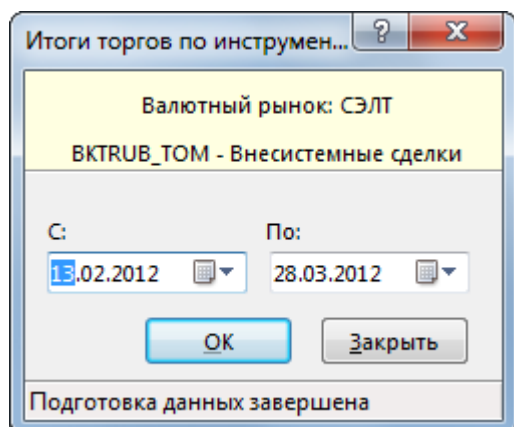 Итоги торгов по инструмен...
Валютный рынок: СЭЛТ
BKTRUB_TOM - Внесистемные сделки
С: По:
13.02.2012 28.03.2012
OK Закрыть
Подготовка данных завершена